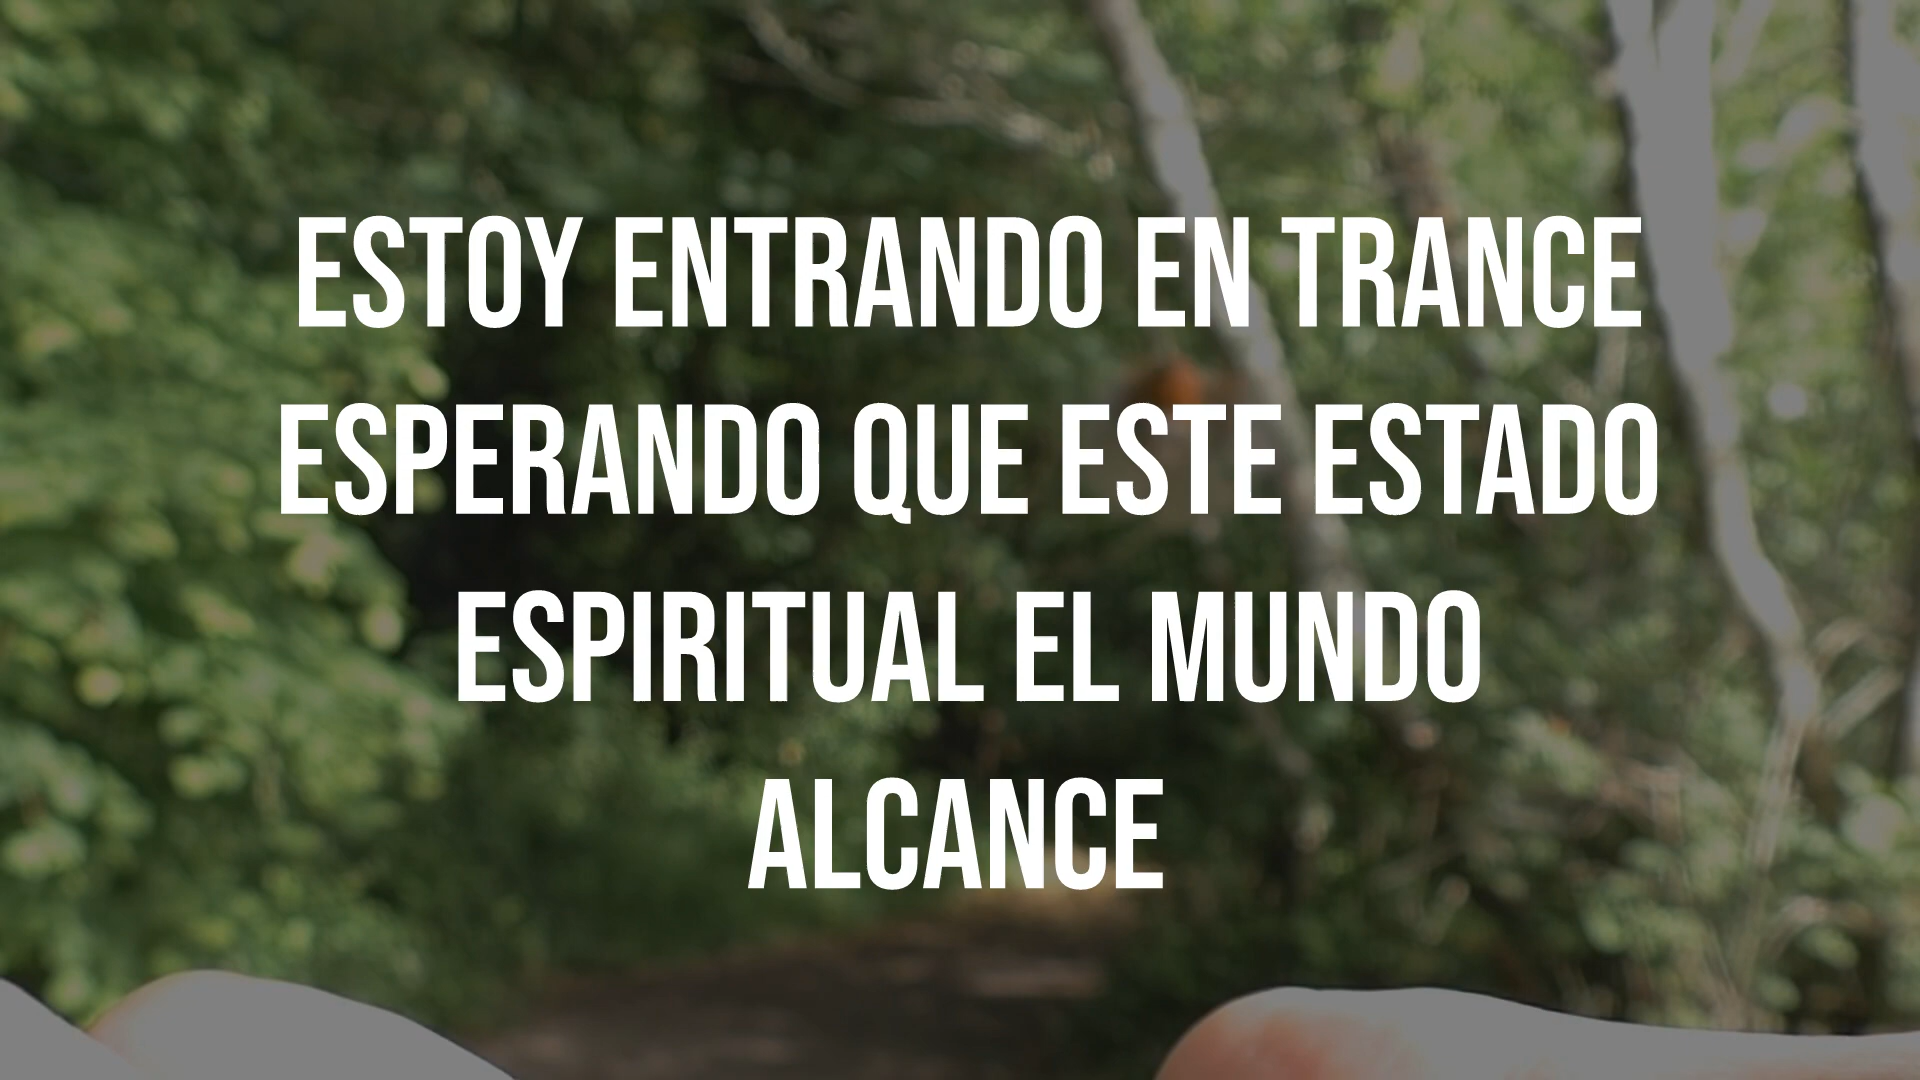 ESTOY ENTRANDO EN TRANCE
ESPERANDO QUE ESTE ESTADO
ESPIRITUAL EL MUNDO
ALCANCE